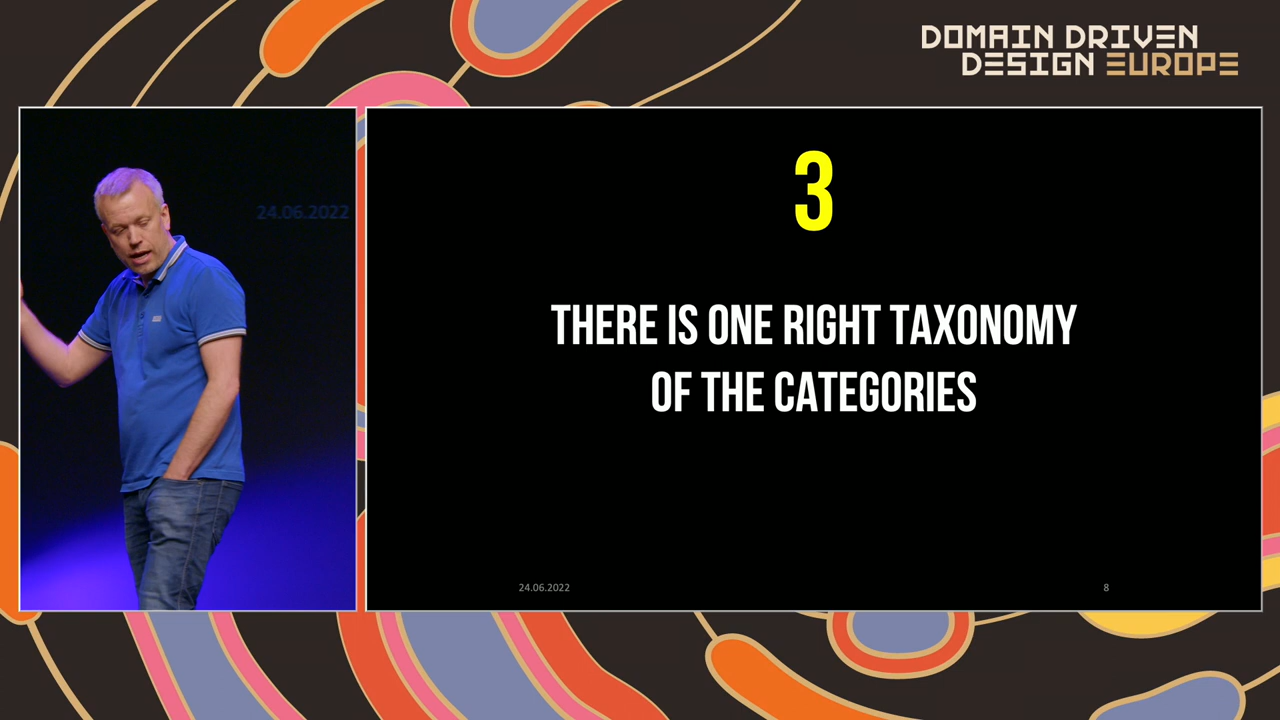 DOMAIN DRIVEN
DESIGN EUROPE
24.06.2022
3
THERE IS ONE RIGHT TAXONOMY
OF THE CATEGORIES
24.06.2022
8